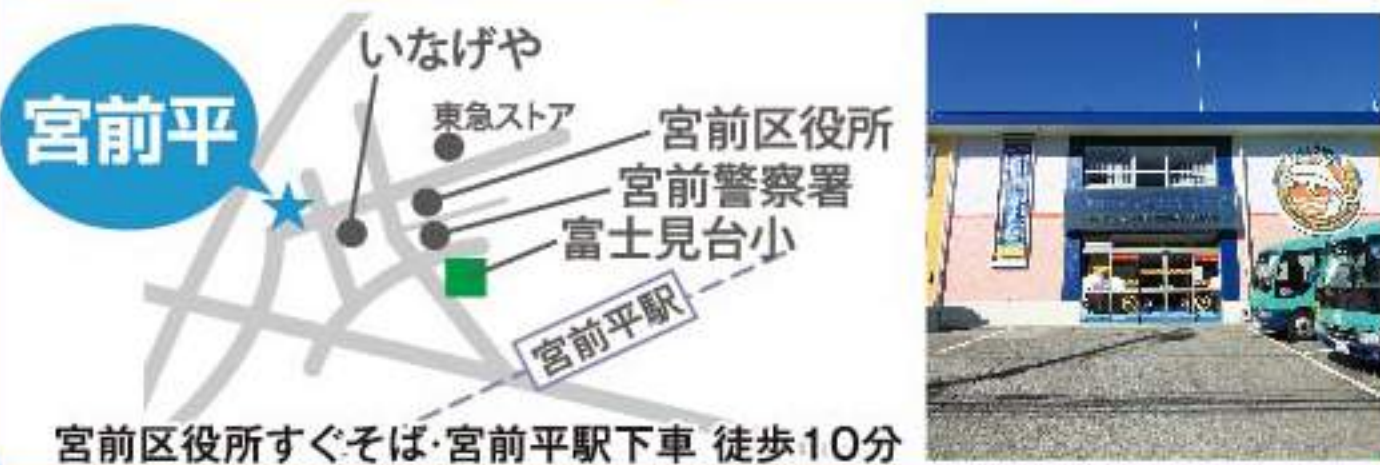 いなげや
宮前平
東急ストア
宮前区役所
宮前警察署
富士見台小
宮前平駅
宮前区役所すぐそば・宮前平駅下車 徒歩10分